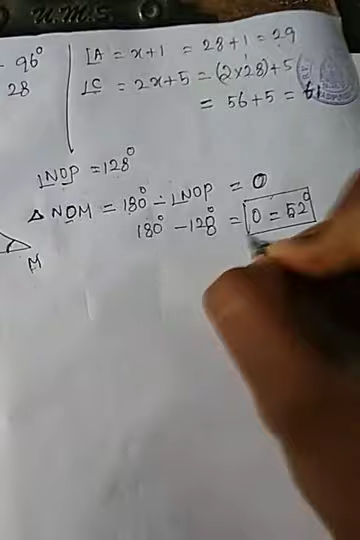 U.M.S.
- 96°
28
∠A = x+1 = 28+1 = 29
∠C = 2x+5 = (2×28)+5
= 56+5 = 61
∠NOP = 128°
△ NOM = 180° - ∠NOP = O
180° - 128° = O = 52°
M